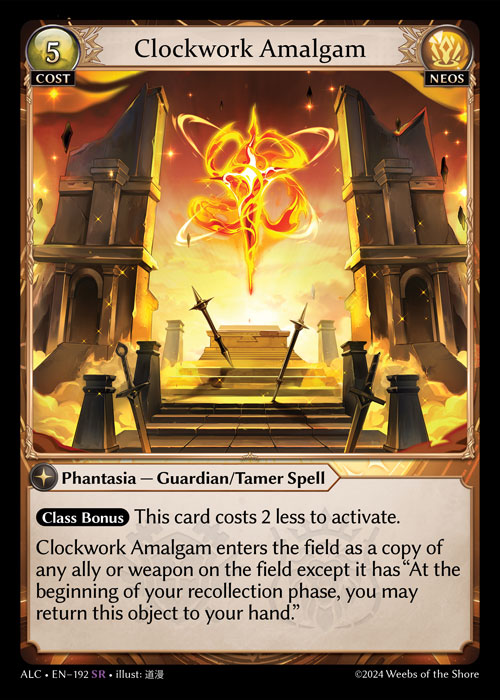 5
Clockwork Amalgam
COST
NEOS
Phantasia — Guardian/Tamer Spell
Class Bonus This card costs 2 less to activate.
Clockwork Amalgam enters the field as a copy of
any ally or weapon on the field except it has “At the
beginning of your recollection phase, you may
return this object to your hand.”
ALC • EN-192 SR • illust: 道漫
©2024 Weebs of the Shore